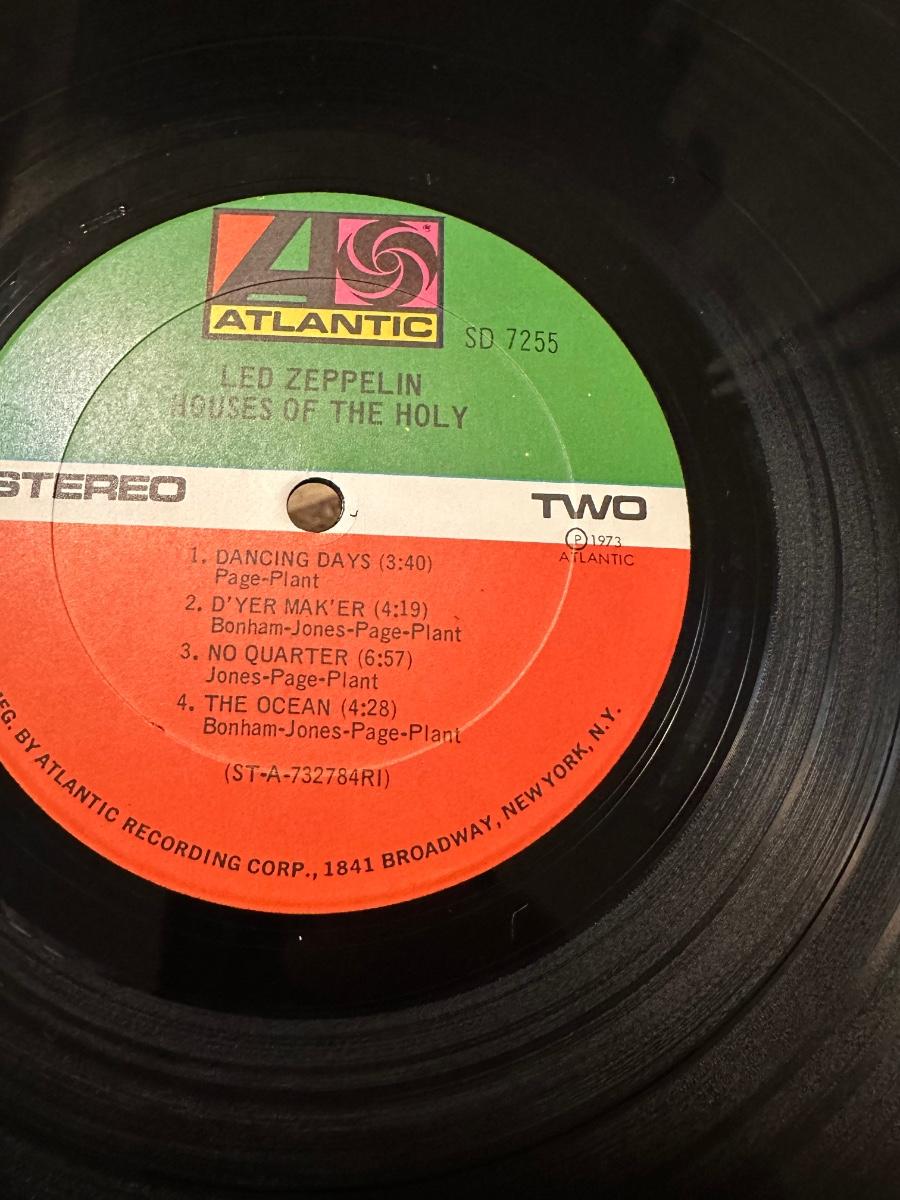 ATLANTIC
SD 7255
LED ZEPPELIN
HOUSES OF THE HOLY
STEREO
TWO
Ⓟ 1973
ATLANTIC
1. DANCING DAYS (3:40)
Page-Plant
2. D'YER MAK'ER (4:19)
Bonham-Jones-Page-Plant
3. NO QUARTER (6:57)
Jones-Page-Plant
4. THE OCEAN (4:28)
Bonham-Jones-Page-Plant
(ST-A-732784RI)
MFG. BY ATLANTIC RECORDING CORP., 1841 BROADWAY, NEW YORK, N.Y.